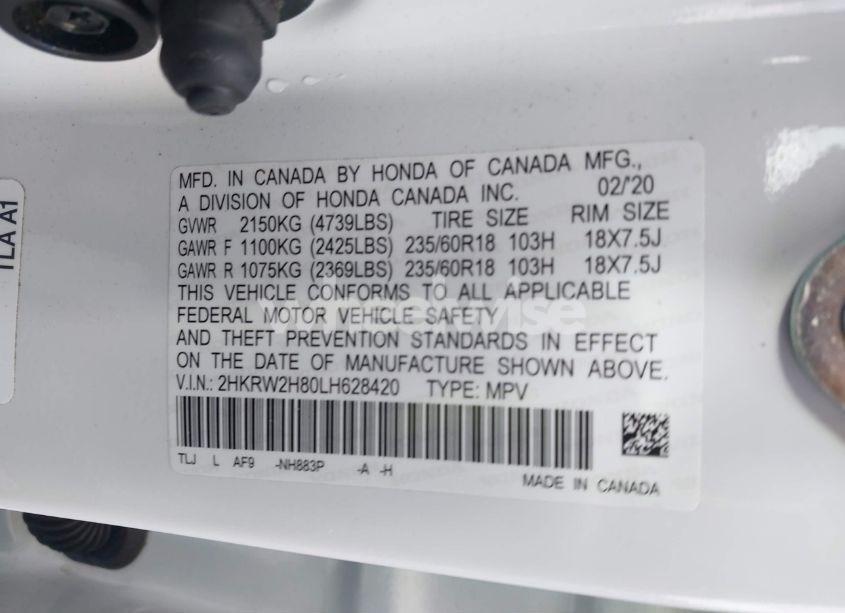 TLA A1
MFD. IN CANADA BY HONDA OF CANADA MFG.,
A DIVISION OF HONDA CANADA INC. 02/'20
GVWR 2150KG (4739LBS) TIRE SIZE RIM SIZE
GAWR F 1100KG (2425LBS) 235/60R18 103H 18X7.5J
GAWR R 1075KG (2369LBS) 235/60R18 103H 18X7.5J
THIS VEHICLE CONFORMS TO ALL APPLICABLE
FEDERAL MOTOR VEHICLE SAFETY
AND THEFT PREVENTION STANDARDS IN EFFECT
ON THE DATE OF MANUFACTURE SHOWN ABOVE.
V.I.N.: 2HKRW2H80LH628420 TYPE: MPV
TLJ L AF9 -NH883P -A -H
MADE IN CANADA